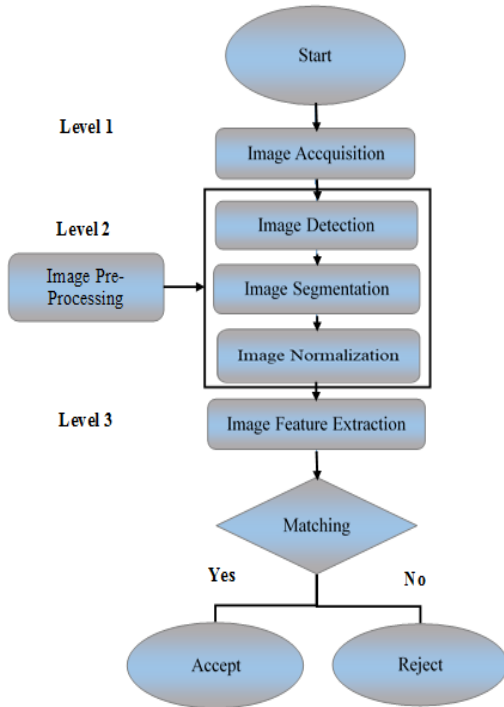 Start
Level 1
Image Accquisition
Level 2
Image Detection
Image Pre-
Processing
Image Segmentation
Image Normalization
Level 3
Image Feature Extraction
Matching
Yes
No
Accept
Reject